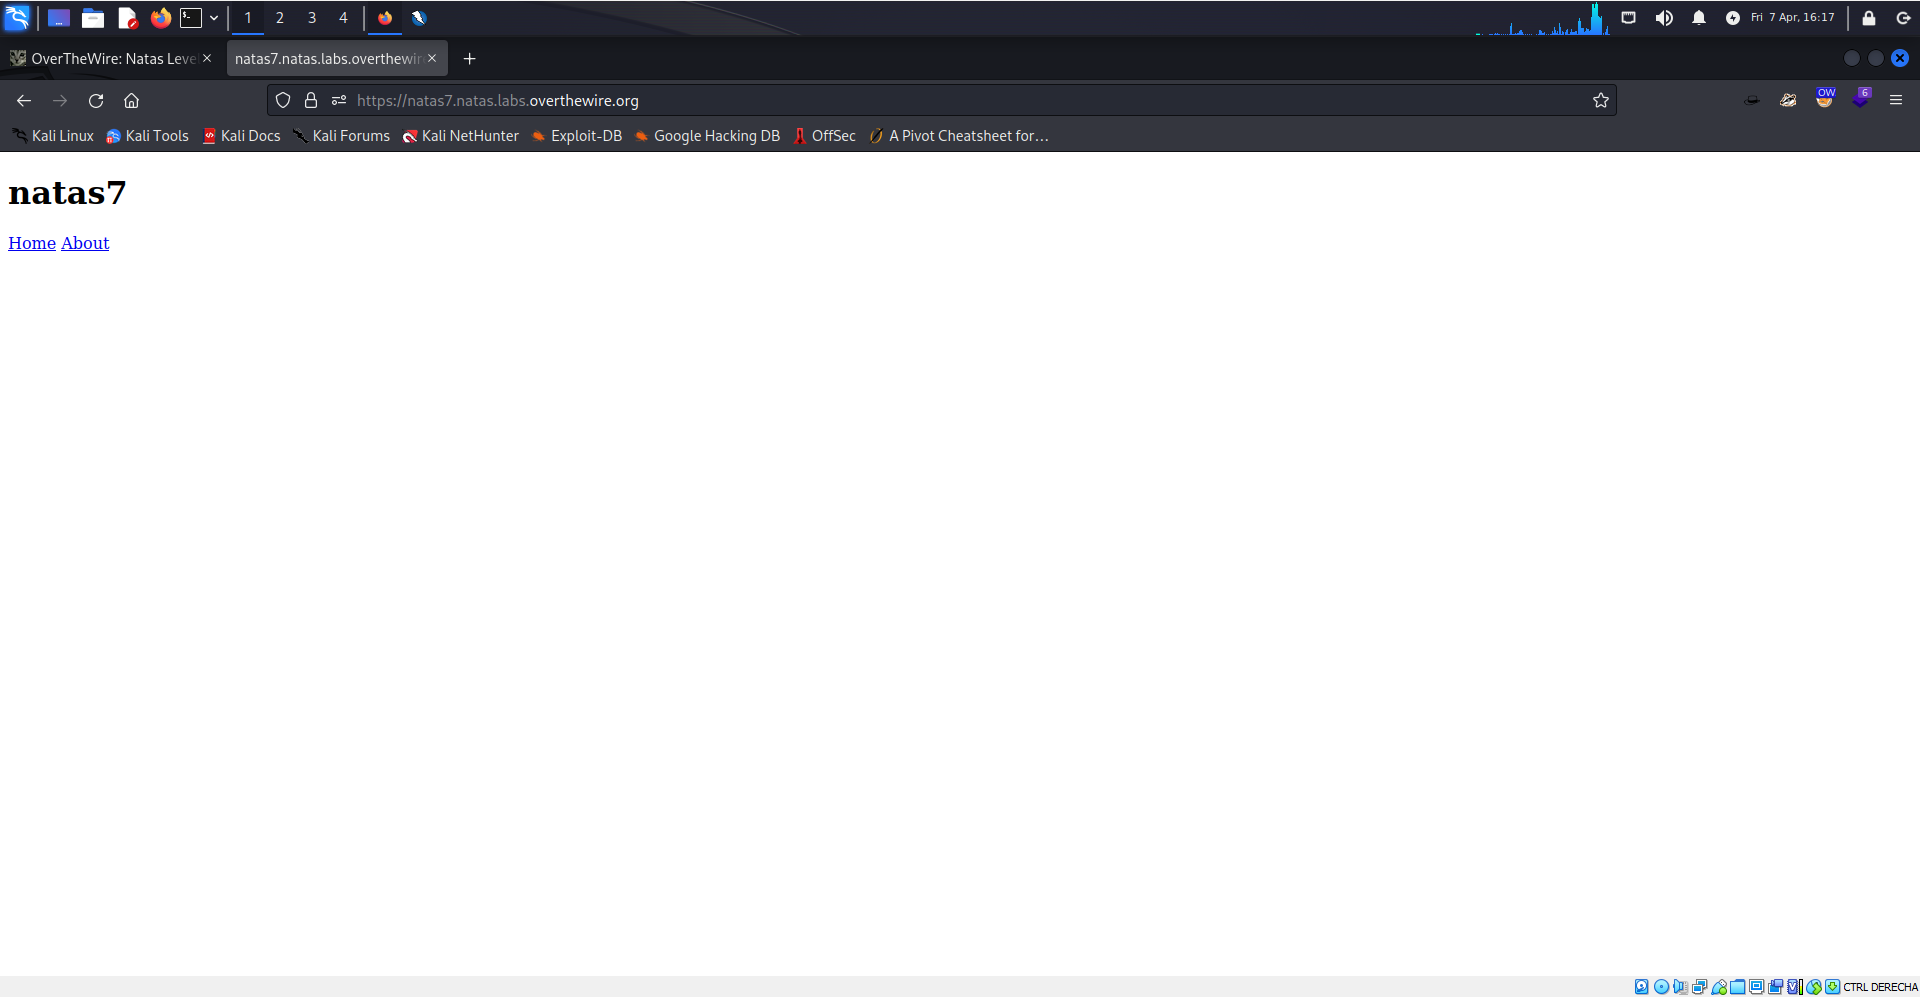 1 2 3 4 Fri 7 Apr, 16:17
OverTheWire: Natas Leve natas7.natas.labs.overthewir
https://natas7.natas.labs.overthewire.org OW 6
Kali Linux Kali Tools Kali Docs Kali Forums Kali NetHunter Exploit-DB Google Hacking DB OffSec A Pivot Cheatsheet for…
natas7
Home About
CTRL DERECHA